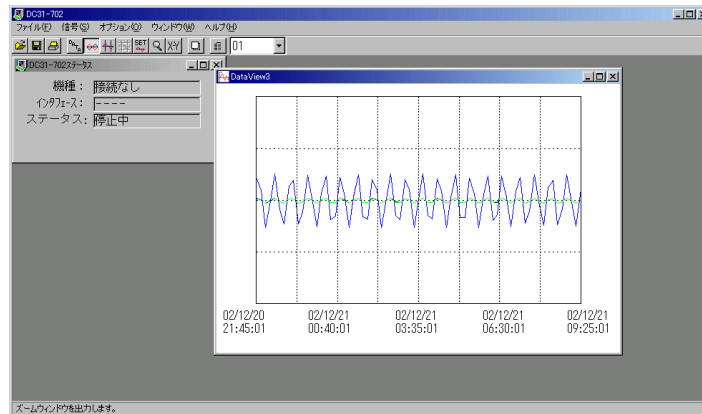 DC31-702
ファイル(F) 信号(S) オプション(O) ウィンドウ(W) ヘルプ(H)
DATA SET XY 01
DC31-702ステータス
機種： 接続なし
インタフェース： ----
ステータス： 停止中
DataView3
02/12/20 02/12/21 02/12/21 02/12/21 02/12/21
21:45:01 00:40:01 03:35:01 06:30:01 09:25:01
ズームウィンドウを出力します。